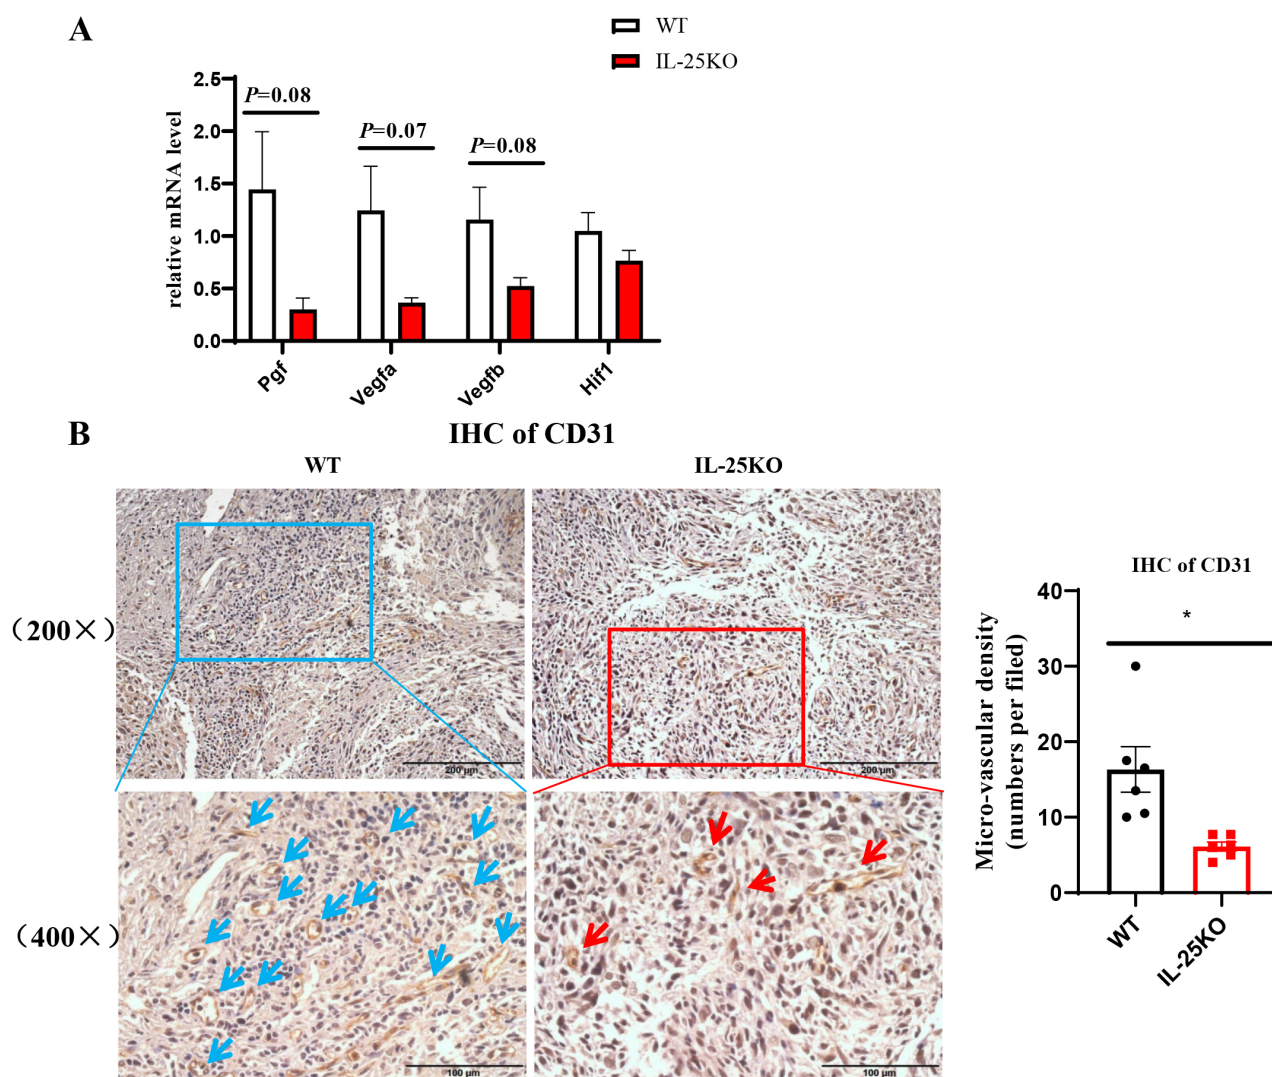 A
WT
IL-25KO
relative mRNA level
2.5
2.0
1.5
1.0
0.5
0.0
P=0.08
P=0.07
P=0.08
Pgf
Vegfa
Vegfb
Hif1
B
IHC of CD31
WT
IL-25KO
（200×）
200 μm
200 μm
（400×）
100 μm
100 μm
IHC of CD31
Micro-vascular density
(numbers per filed)
40
30
20
10
0
*
WT
IL-25KO